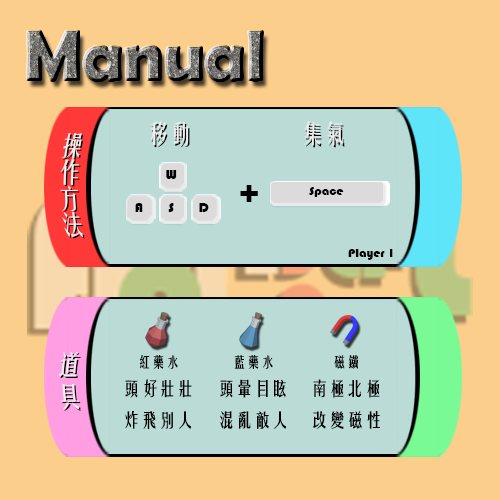 Manual
操作方法
移動
集氣
W
A S D
+
Space
Player 1
道具
紅藥水
藍藥水
磁鐵
頭好壯壯
頭暈目眩
南極北極
炸飛別人
混亂敵人
改變磁性